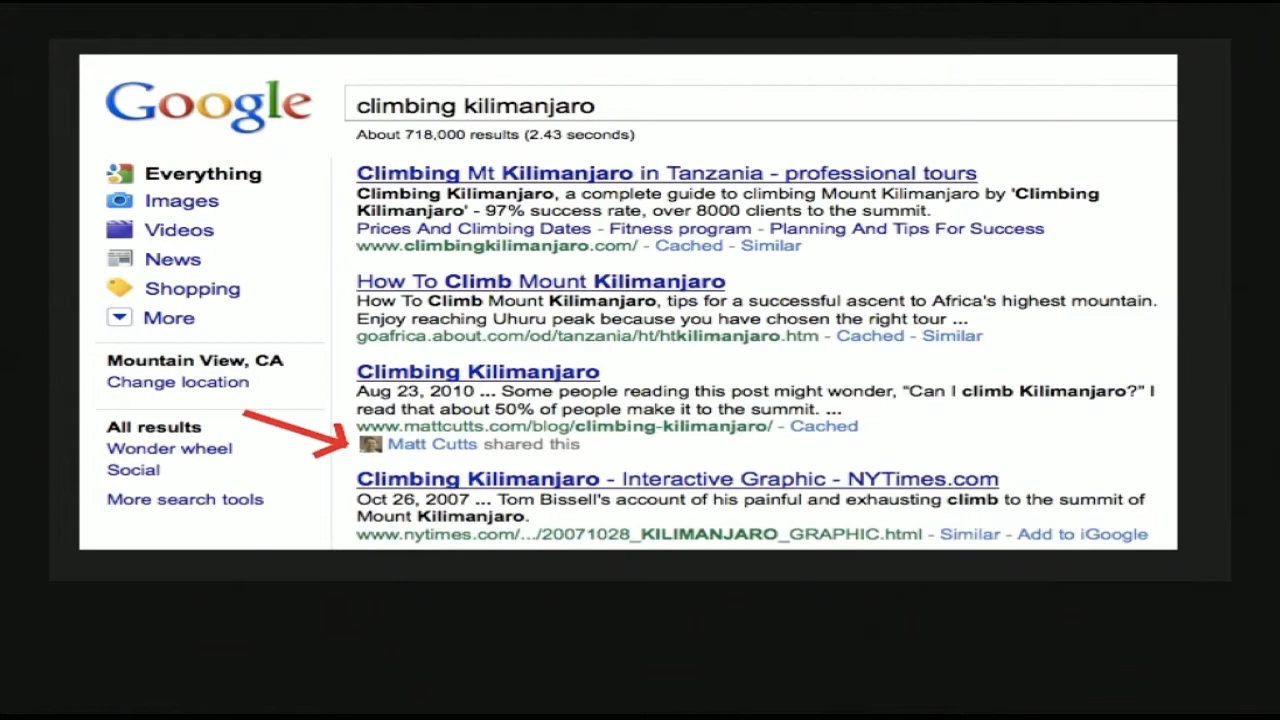 Google
climbing kilimanjaro
About 718,000 results (2.43 seconds)
Everything
Images
Videos
News
Shopping
More
Mountain View, CA
Change location
All results
Wonder wheel
Social
More search tools
Climbing Mt Kilimanjaro in Tanzania - professional tours
Climbing Kilimanjaro, a complete guide to climbing Mount Kilimanjaro by 'Climbing
Kilimanjaro' - 97% success rate, over 8000 clients to the summit.
Prices And Climbing Dates - Fitness program - Planning And Tips For Success
www.climbingkilimanjaro.com/ - Cached - Similar
How To Climb Mount Kilimanjaro
How To Climb Mount Kilimanjaro, tips for a successful ascent to Africa's highest mountain.
Enjoy reaching Uhuru peak because you have chosen the right tour ...
goafrica.about.com/od/tanzania/ht/htkilimanjaro.htm - Cached - Similar
Climbing Kilimanjaro
Aug 23, 2010 ... Some people reading this post might wonder, “Can I climb Kilimanjaro?” I
read that about 50% of people make it to the summit. ...
www.mattcutts.com/blog/climbing-kilimanjaro/ - Cached
Matt Cutts shared this
Climbing Kilimanjaro - Interactive Graphic - NYTimes.com
Oct 26, 2007 ... Tom Bissell's account of his painful and exhausting climb to the summit of
Mount Kilimanjaro.
www.nytimes.com/.../20071028_KILIMANJARO_GRAPHIC.html - Similar - Add to iGoogle